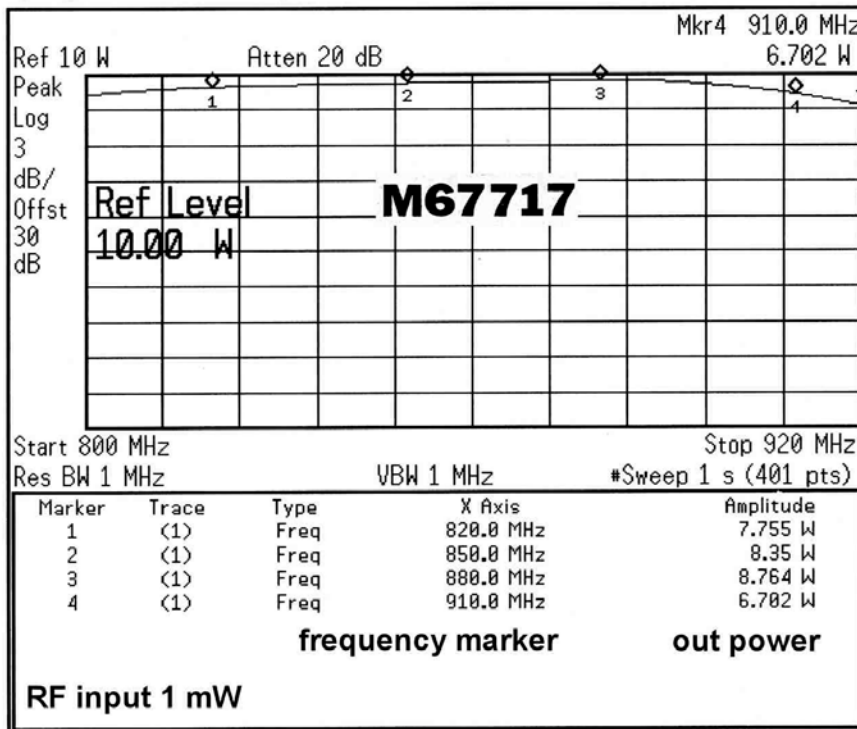 Mkr4 910.0 MHz
Ref 10 W Atten 20 dB 6.702 W
Peak
Log
3
dB/
Offst
30
dB
1 2 3 4
Ref Level
10.00 W
M67717
Start 800 MHz Stop 920 MHz
Res BW 1 MHz VBW 1 MHz #Sweep 1 s (401 pts)
Marker Trace Type X Axis Amplitude
1 (1) Freq 820.0 MHz 7.755 W
2 (1) Freq 850.0 MHz 8.35 W
3 (1) Freq 880.0 MHz 8.764 W
4 (1) Freq 910.0 MHz 6.702 W
frequency marker out power
RF input 1 mW